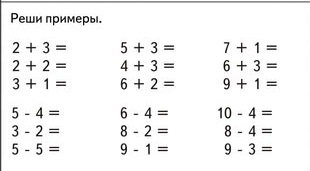 Реши примеры.
2 + 3 = 5 + 3 = 7 + 1 =
2 + 2 = 4 + 3 = 6 + 3 =
3 + 1 = 6 + 2 = 9 + 1 =
5 - 4 = 6 - 4 = 10 - 4 =
3 - 2 = 8 - 2 = 8 - 4 =
5 - 5 = 9 - 1 = 9 - 3 =